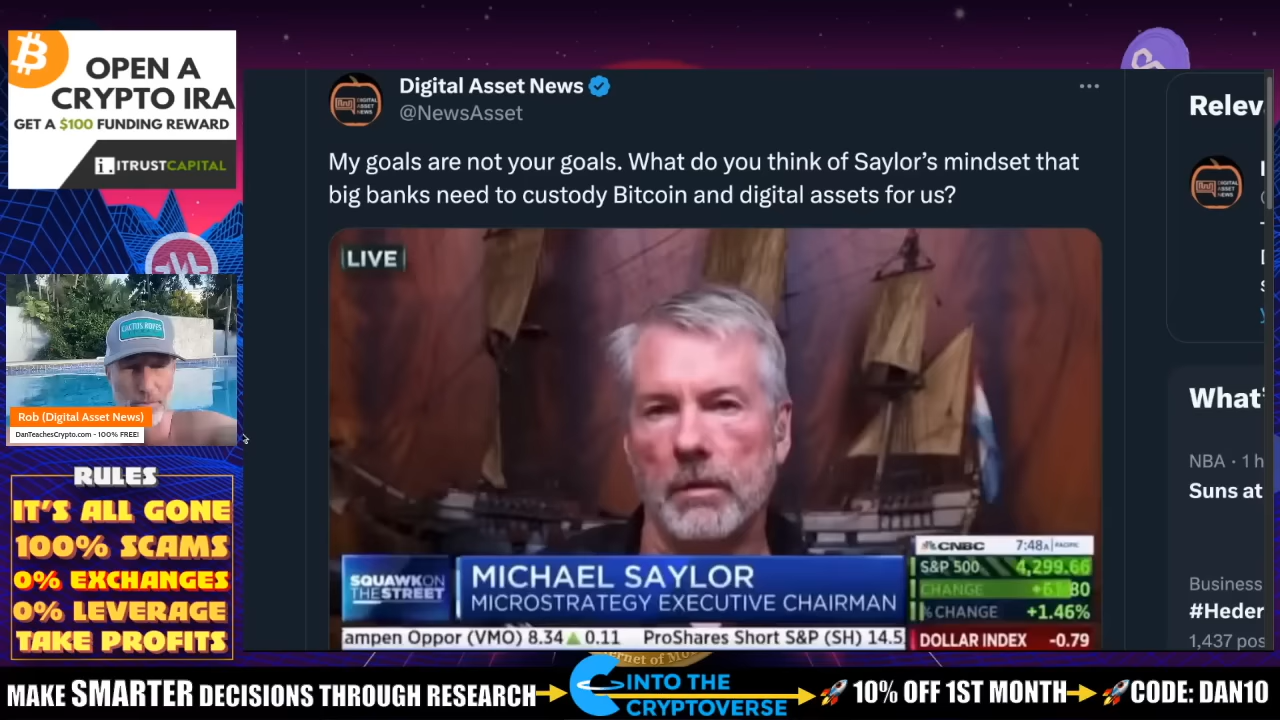 OPEN A
CRYPTO IRA
GET A $100 FUNDING REWARD
ITRUSTCAPITAL
Digital Asset News
@NewsAsset
My goals are not your goals. What do you think of Saylor’s mindset that
big banks need to custody Bitcoin and digital assets for us?
LIVE
MICHAEL SAYLOR
MICROSTRATEGY EXECUTIVE CHAIRMAN
SQUAWK ON
THE STREET
CNBC 7:48A PACIFIC
S&P 500 4,299.66
CHANGE
% CHANGE +1.46%
DOLLAR INDEX -0.79
ampen Oppor (VMO) 8.34 ▲ 0.11 ProShares Short S&P (SH) 14.5
Relev
What'
NBA · 1 h
Suns at
Business
#Heder
1,437 pos
CACTUS ROPES
Rob (Digital Asset News)
DanTeachesCrypto.com - 100% FREE!
RULES
IT'S ALL GONE
100% SCAMS
0% EXCHANGES
0% LEVERAGE
TAKE PROFITS
MAKE SMARTER DECISIONS THROUGH RESEARCH
INTO THE
CRYPTOVERSE
10% OFF 1ST MONTH
CODE: DAN10